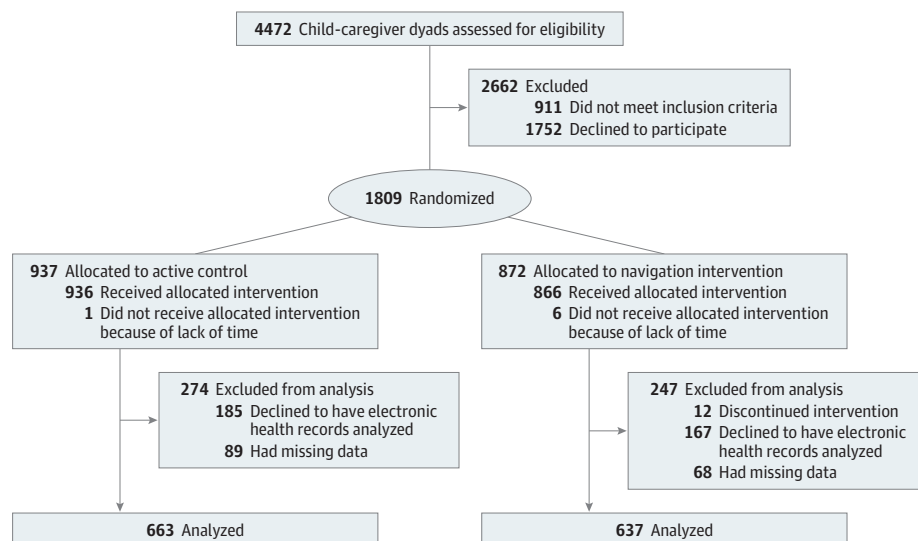 4472 Child-caregiver dyads assessed for eligibility
2662 Excluded
911 Did not meet inclusion criteria
1752 Declined to participate
1809 Randomized
937 Allocated to active control
936 Received allocated intervention
1 Did not receive allocated intervention
because of lack of time
872 Allocated to navigation intervention
866 Received allocated intervention
6 Did not receive allocated intervention
because of lack of time
274 Excluded from analysis
185 Declined to have electronic
health records analyzed
89 Had missing data
247 Excluded from analysis
12 Discontinued intervention
167 Declined to have electronic
health records analyzed
68 Had missing data
663 Analyzed
637 Analyzed